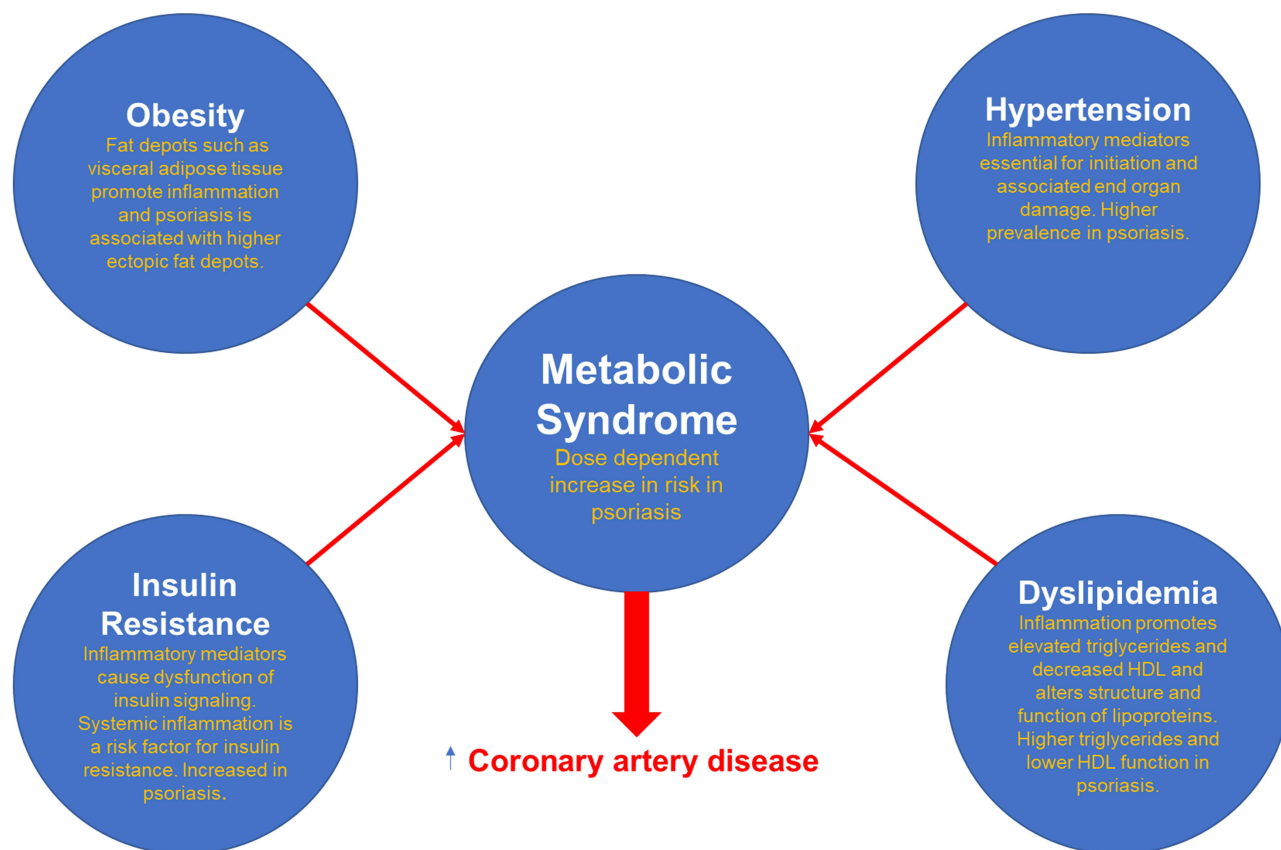 Obesity
Fat depots such as
visceral adipose tissue
promote inflammation
and psoriasis is
associated with higher
ectopic fat depots.
Hypertension
Inflammatory mediators
essential for initiation and
associated end organ
damage. Higher
prevalence in psoriasis.
Metabolic
Syndrome
Dose dependent
increase in risk in
psoriasis
Insulin
Resistance
Inflammatory mediators
cause dysfunction of
insulin signaling.
Systemic inflammation is
a risk factor for insulin
resistance. Increased in
psoriasis.
Dyslipidemia
Inflammation promotes
elevated triglycerides and
decreased HDL and
alters structure and
function of lipoproteins.
Higher triglycerides and
lower HDL function in
psoriasis.
↑ Coronary artery disease